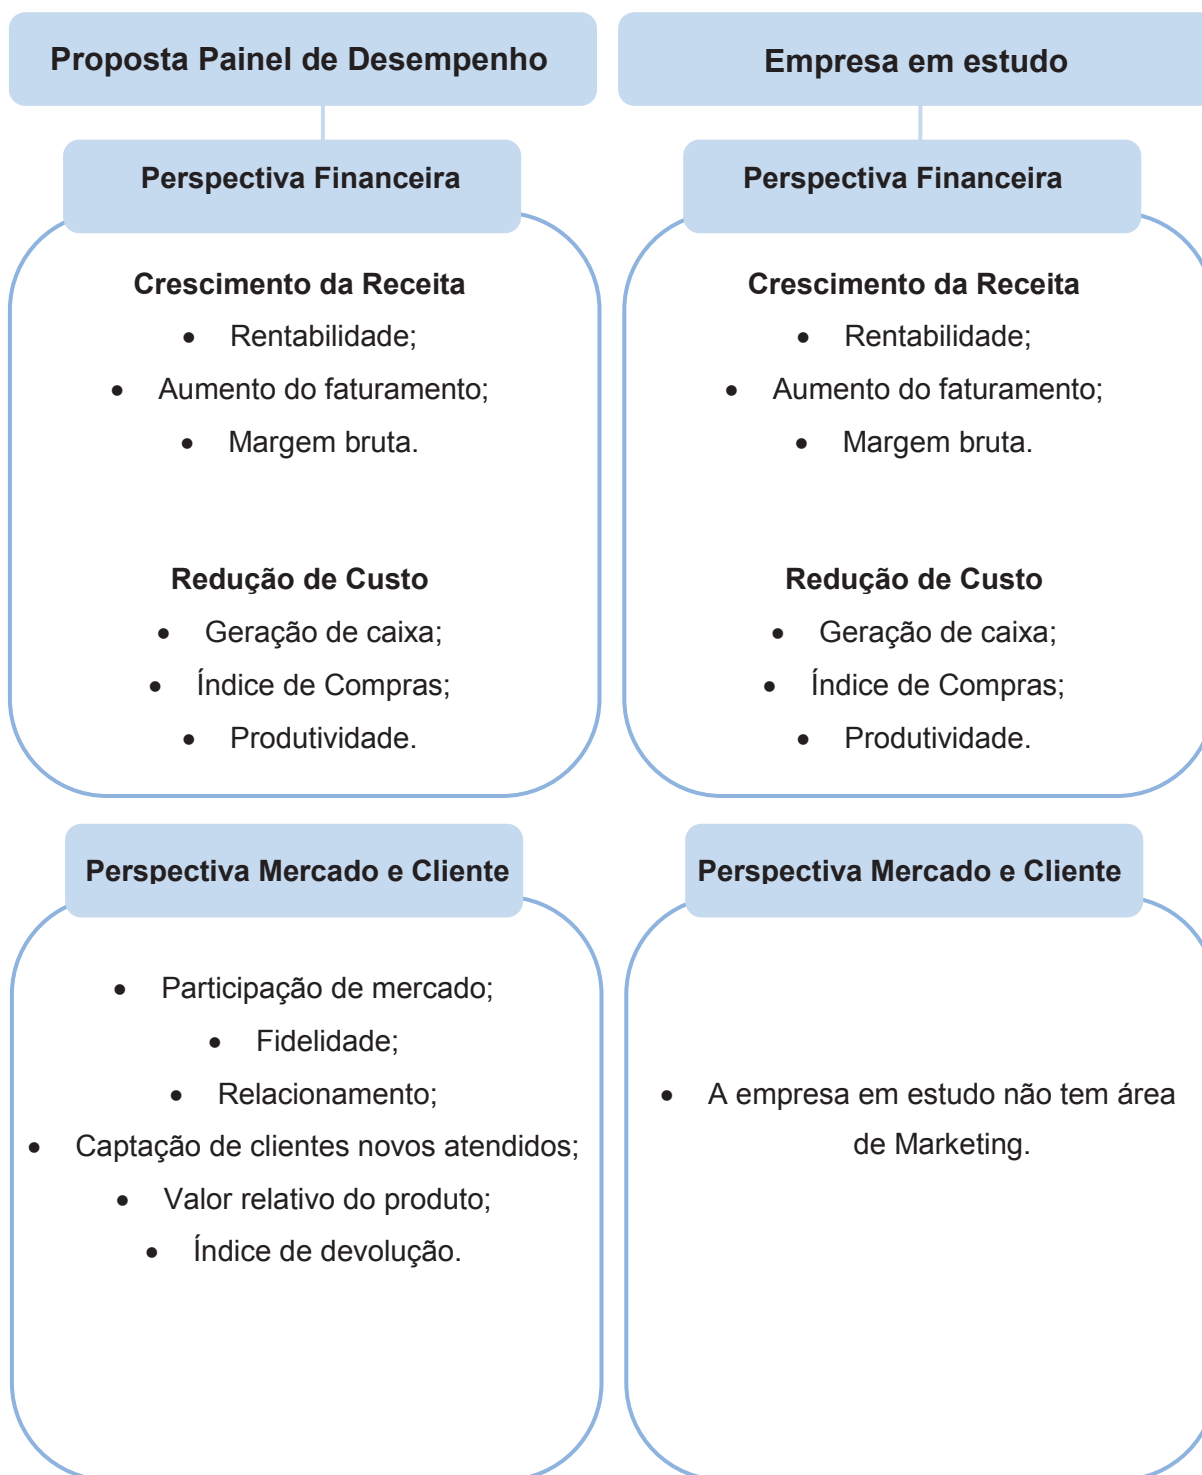 Proposta Painel de Desempenho
Perspectiva Financeira
Crescimento da Receita
• Rentabilidade;
• Aumento do faturamento;
• Margem bruta.
Redução de Custo
• Geração de caixa;
• Índice de Compras;
• Produtividade.
Perspectiva Mercado e Cliente
• Participação de mercado;
• Fidelidade;
• Relacionamento;
• Captação de clientes novos atendidos;
• Valor relativo do produto;
• Índice de devolução.
Empresa em estudo
Perspectiva Financeira
Crescimento da Receita
• Rentabilidade;
• Aumento do faturamento;
• Margem bruta.
Redução de Custo
• Geração de caixa;
• Índice de Compras;
• Produtividade.
Perspectiva Mercado e Cliente
• A empresa em estudo não tem área
de Marketing.